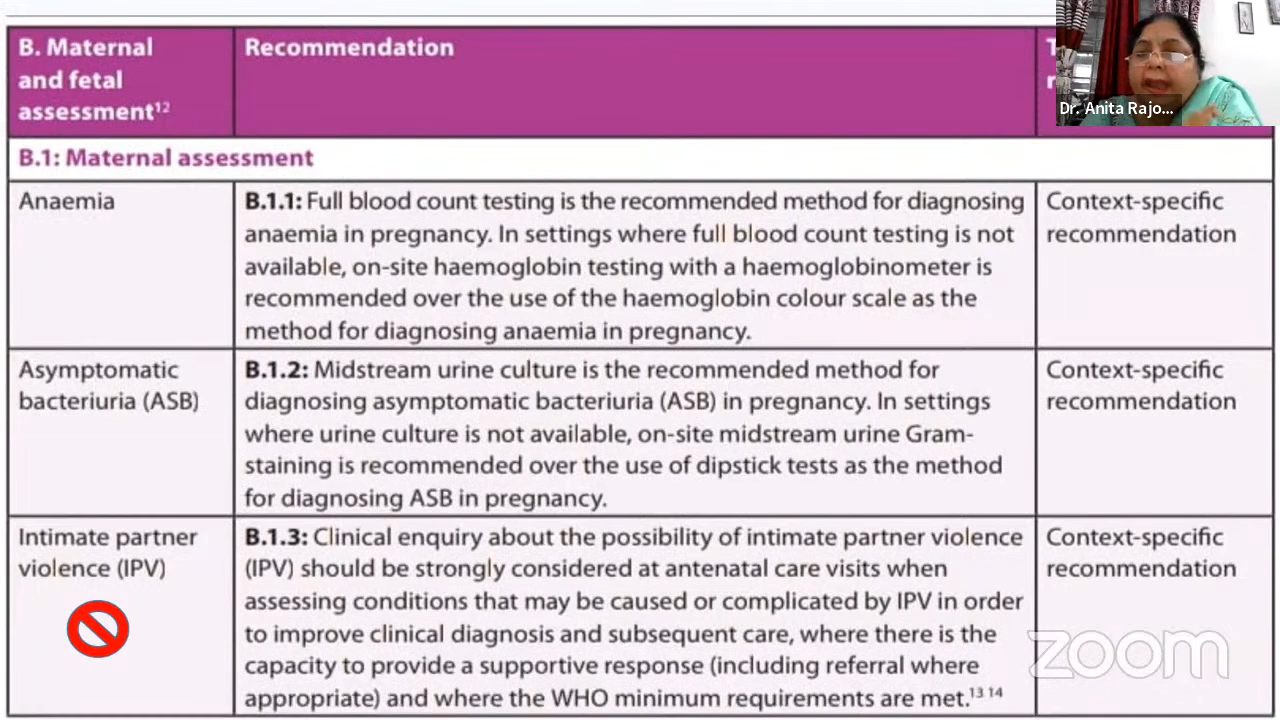 B. Maternal
and fetal
assessment¹²
Recommendation
Dr. Anita Rajo...
B.1: Maternal assessment
Anaemia
B.1.1: Full blood count testing is the recommended method for diagnosing
anaemia in pregnancy. In settings where full blood count testing is not
available, on-site haemoglobin testing with a haemoglobinometer is
recommended over the use of the haemoglobin colour scale as the
method for diagnosing anaemia in pregnancy.
Context-specific
recommendation
Asymptomatic
bacteriuria (ASB)
B.1.2: Midstream urine culture is the recommended method for
diagnosing asymptomatic bacteriuria (ASB) in pregnancy. In settings
where urine culture is not available, on-site midstream urine Gram-
staining is recommended over the use of dipstick tests as the method
for diagnosing ASB in pregnancy.
Context-specific
recommendation
Intimate partner
violence (IPV)
B.1.3: Clinical enquiry about the possibility of intimate partner violence
(IPV) should be strongly considered at antenatal care visits when
assessing conditions that may be caused or complicated by IPV in order
to improve clinical diagnosis and subsequent care, where there is the
capacity to provide a supportive response (including referral where
appropriate) and where the WHO minimum requirements are met.¹³ ¹⁴
Context-specific
recommendation
zoom